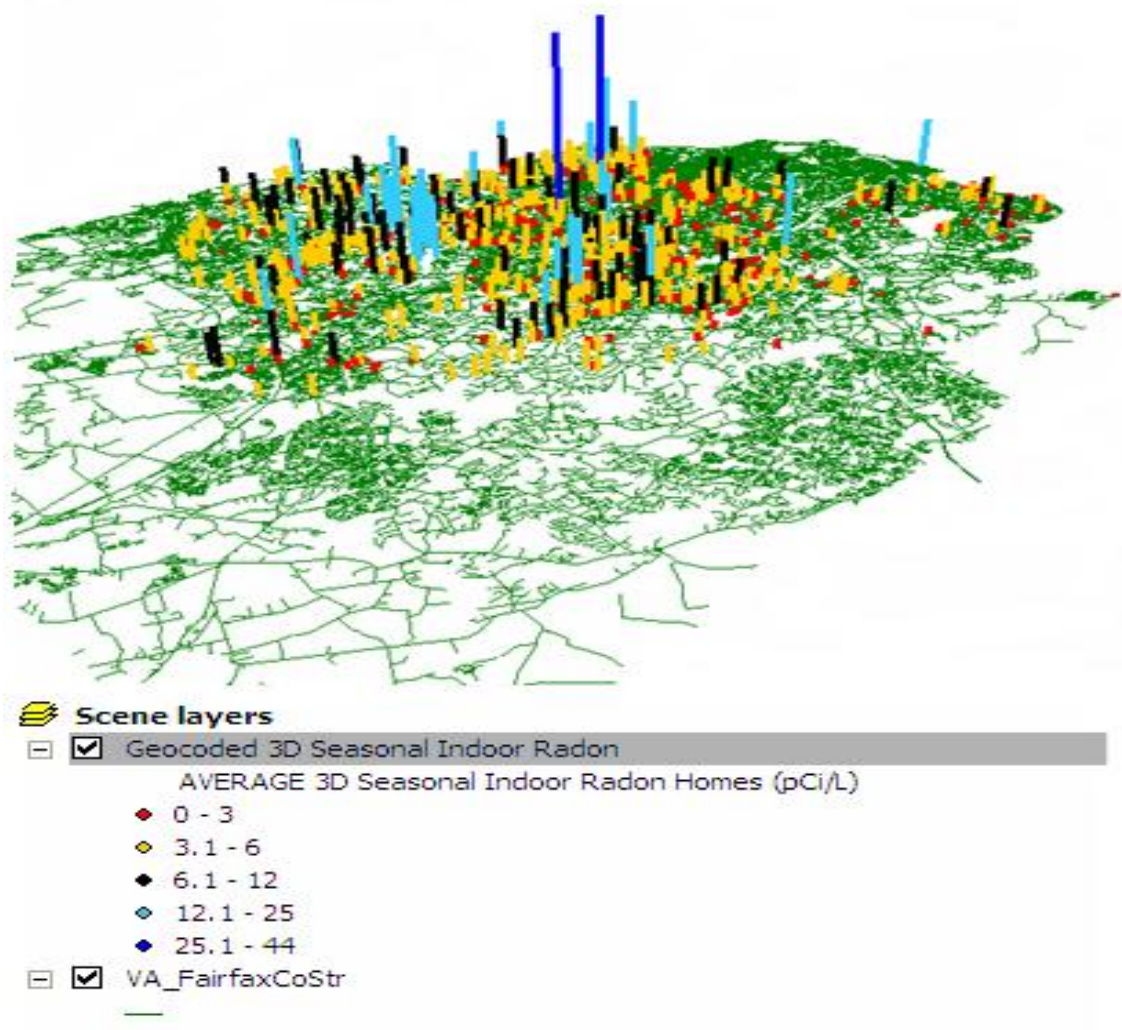 Scene layers
Geocoded 3D Seasonal Indoor Radon
AVERAGE 3D Seasonal Indoor Radon Homes (pCi/L)
0 - 3
3.1 - 6
6.1 - 12
12.1 - 25
25.1 - 44
VA_FairfaxCoStr